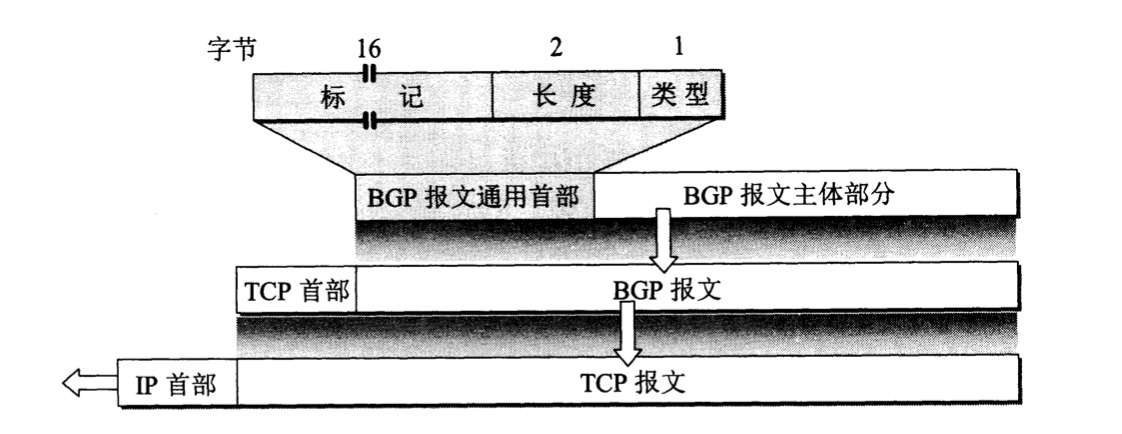 字节 16 2 1
标 记 长 度 类 型
BGP 报文通用首部 BGP 报文主体部分
TCP 首部 BGP 报文
IP 首部 TCP 报文